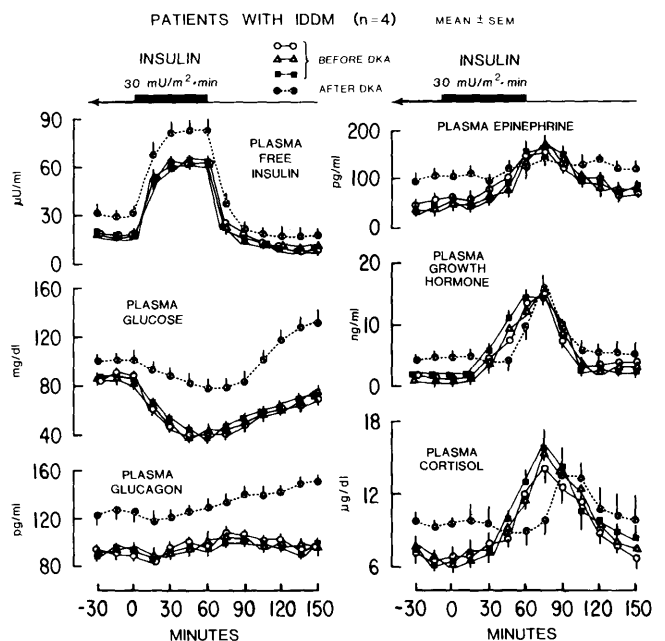 PATIENTS WITH IDDM (n=4) MEAN ± SEM
INSULIN
30 mU/m²·min
BEFORE DKA
AFTER DKA
INSULIN
30 mU/m²·min
PLASMA FREE INSULIN
µU/ml
90
60
30
0
PLASMA GLUCOSE
mg/dl
160
120
80
40
PLASMA GLUCAGON
pg/ml
160
120
80
-30 0 30 60 90 120 150
MINUTES
PLASMA EPINEPHRINE
pg/ml
200
100
0
PLASMA GROWTH HORMONE
ng/ml
20
10
0
PLASMA CORTISOL
µg/dl
18
12
9
6
-30 0 30 60 90 120 150
MINUTES